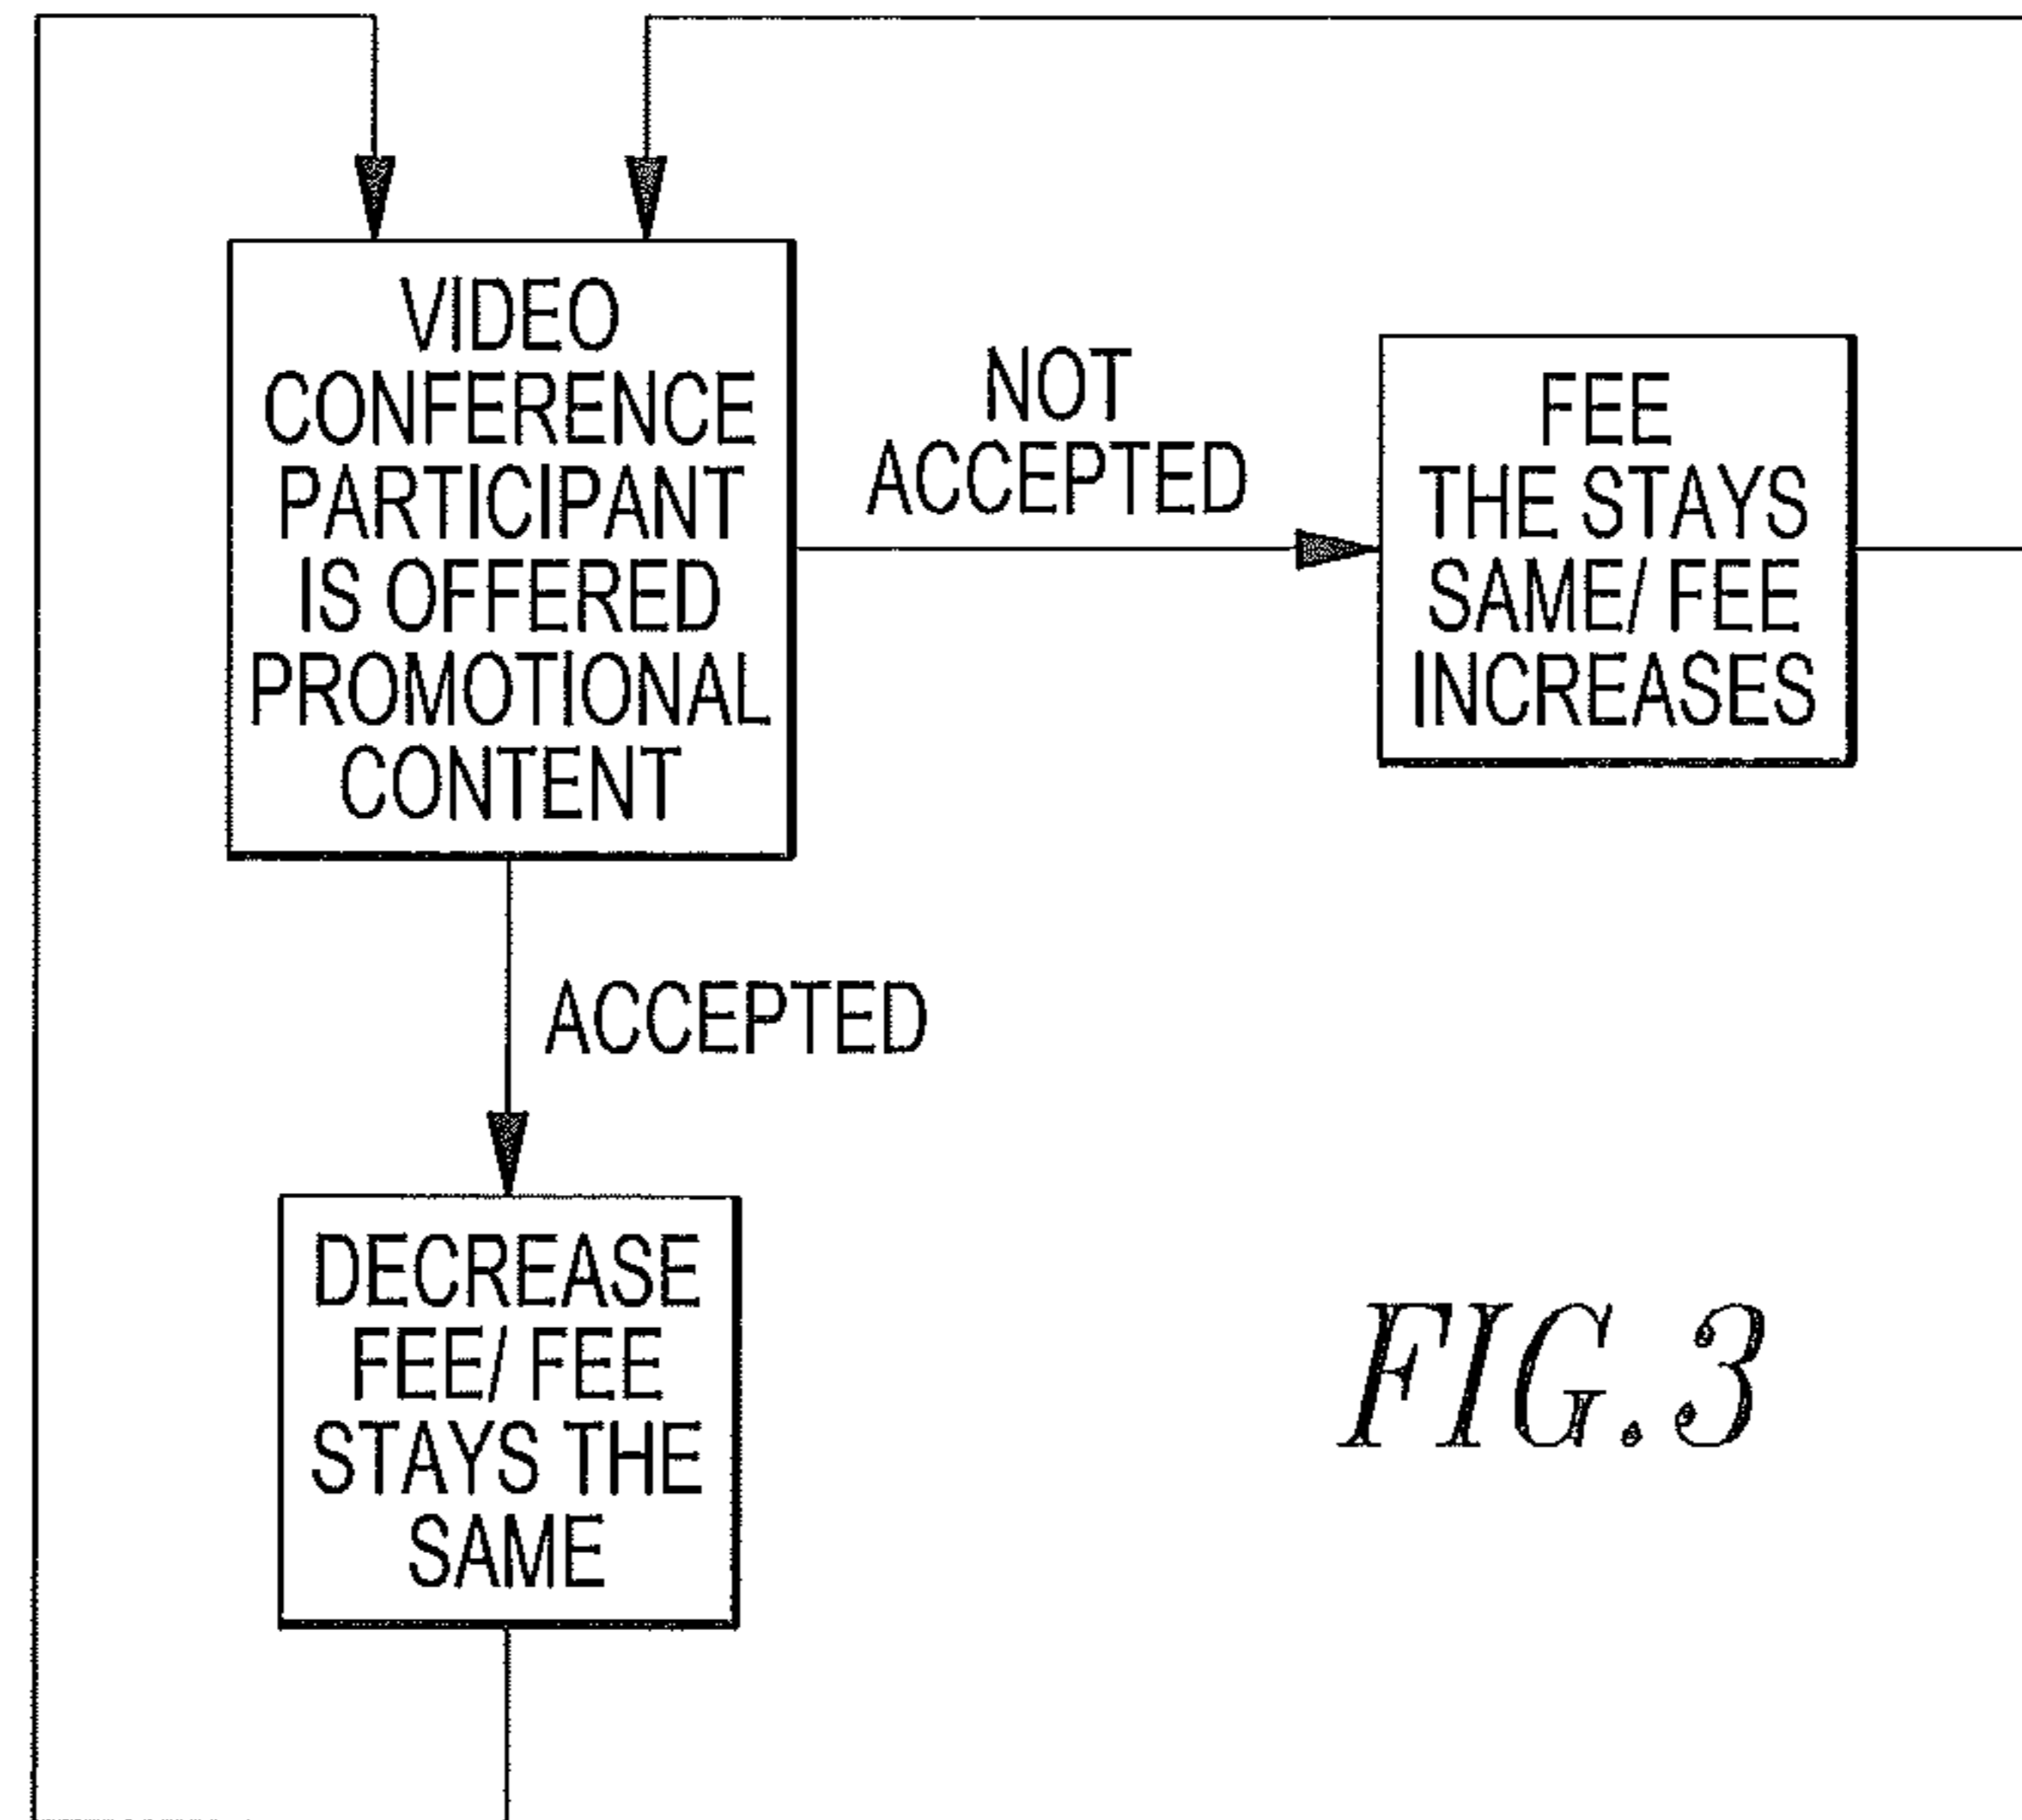 VIDEO
CONFERENCE
PARTICIPANT
IS OFFERED
PROMOTIONAL
CONTENT
NOT
ACCEPTED
FEE
THE STAYS
SAME/ FEE
INCREASES
ACCEPTED
DECREASE
FEE/ FEE
STAYS THE
SAME
FIG.3